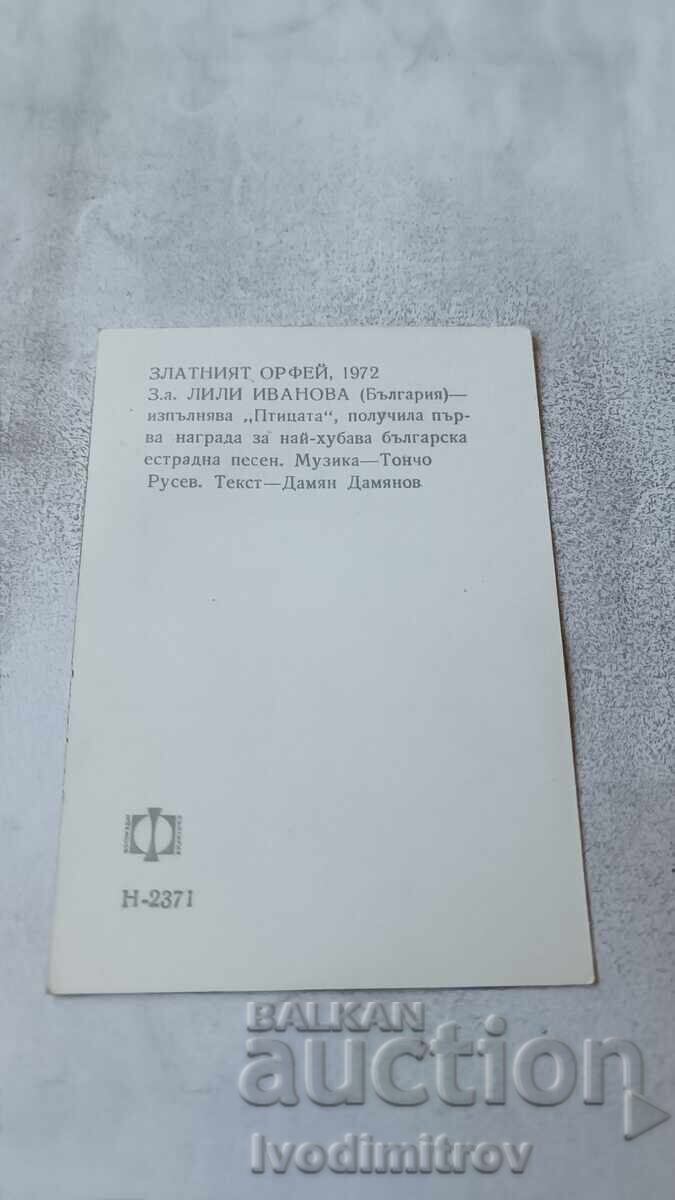 ЗЛАТНИЯТ ОРФЕЙ, 1972
З.а. ЛИЛИ ИВАНОВА (България)—
изпълнява „Птицата“, получила пър-
ва награда за най-хубава българска
естрадна песен. Музика—Тончо
Русев. Текст—Дамян Дамянов
Н-2371
BALKAN
auction
Ivodimitrov